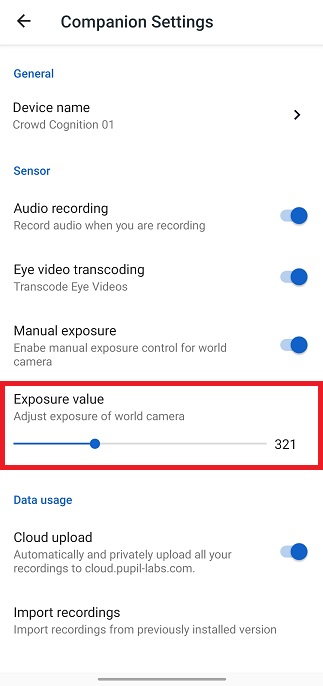 Companion Settings
General
Device name
Crowd Cognition 01
Sensor
Audio recording
Record audio when you are recording
Eye video transcoding
Transcode Eye Videos
Manual exposure
Enabe manual exposure control for world
camera
Exposure value
Adjust exposure of world camera
321
Data usage
Cloud upload
Automatically and privately upload all your
recordings to cloud.pupil-labs.com.
Import recordings
Import recordings from previously installed version